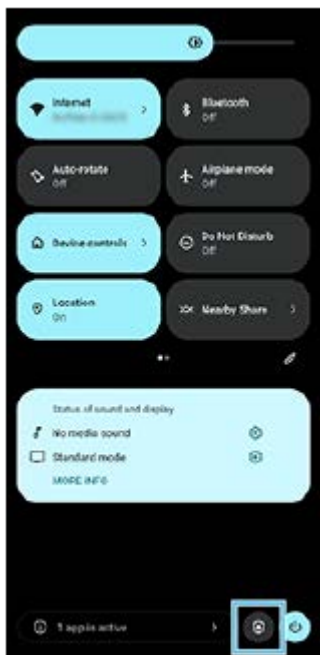 Internet
Bluetooth
Off
Auto-rotate
Off
Airplane mode
Off
Device controls
Do Not Disturb
Off
Location
On
Nearby Share
Status of sound and display
No media sound
Standard mode
MORE INFO
1 app is active